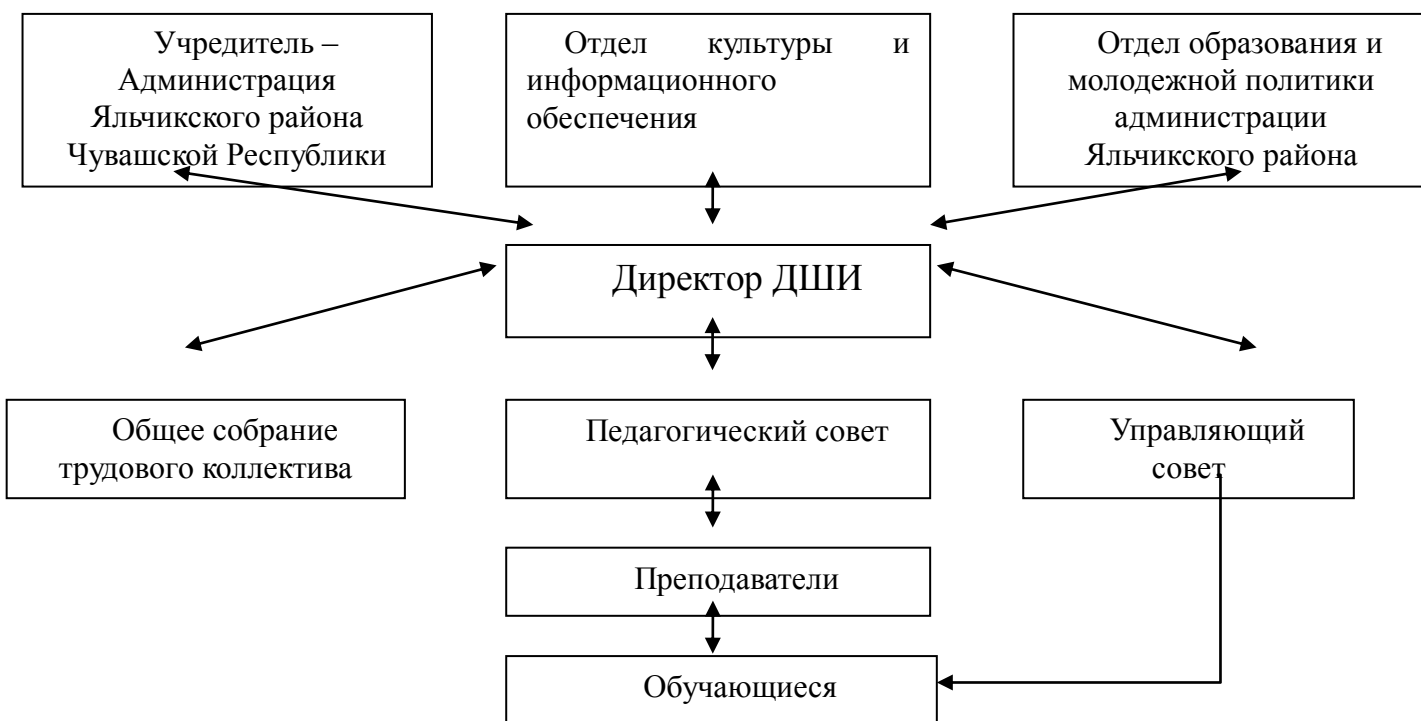 Учредитель –
Администрация
Яльчикского района
Чувашской Республики
Отдел культуры и
информационного
обеспечения
Отдел образования и
молодежной политики
администрации
Яльчикского района
Директор ДШИ
Общее собрание
трудового коллектива
Педагогический совет
Управляющий
совет
Преподаватели
Обучающиеся